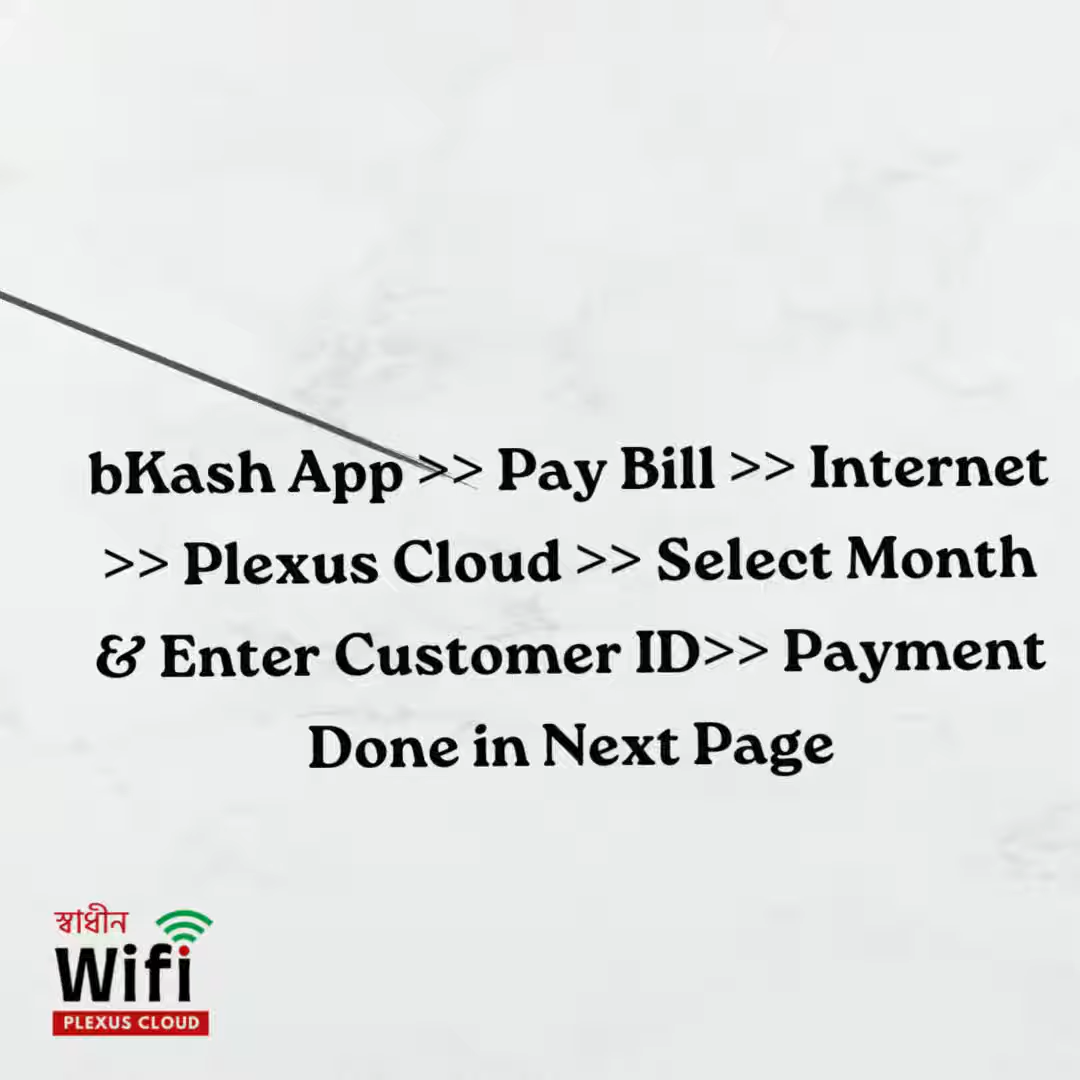 bKash App >> Pay Bill >> Internet
>> Plexus Cloud >> Select Month
& Enter Customer ID>> Payment
Done in Next Page
স্বাধীন
Wifi
PLEXUS CLOUD